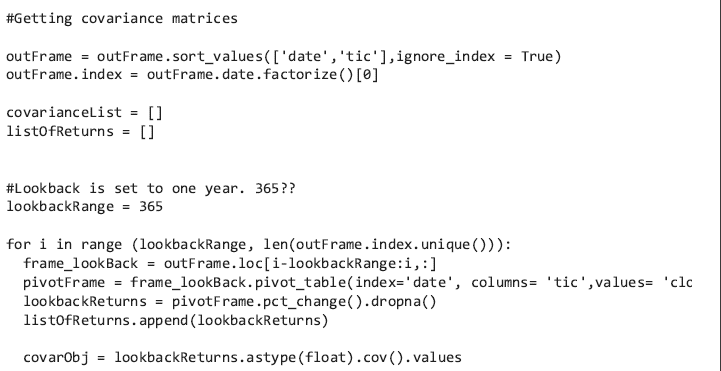 #Getting covariance matrices
outFrame = outFrame.sort_values(['date','tic'],ignore_index = True)
outFrame.index = outFrame.date.factorize()[0]
covarianceList = []
listOfReturns = []
#Lookback is set to one year. 365??
lookbackRange = 365
for i in range (lookbackRange, len(outFrame.index.unique())):
  frame_lookBack = outFrame.loc[i-lookbackRange:i,:]
  pivotFrame = frame_lookBack.pivot_table(index='date', columns= 'tic',values= 'clc
  lookbackReturns = pivotFrame.pct_change().dropna()
  listOfReturns.append(lookbackReturns)
  covarObj = lookbackReturns.astype(float).cov().values